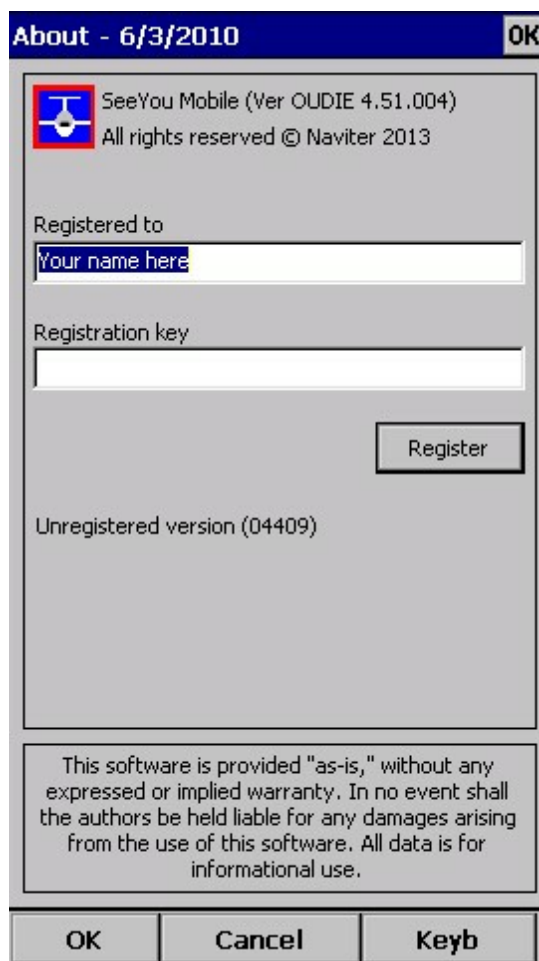 About - 6/3/2010 OK
SeeYou Mobile (Ver OUDIE 4.51.004)
All rights reserved © Naviter 2013
Registered to
Your name here
Registration key
Register
Unregistered version (04409)
This software is provided "as-is," without any
expressed or implied warranty. In no event shall
the authors be held liable for any damages arising
from the use of this software. All data is for
informational use.
OK Cancel Keyb